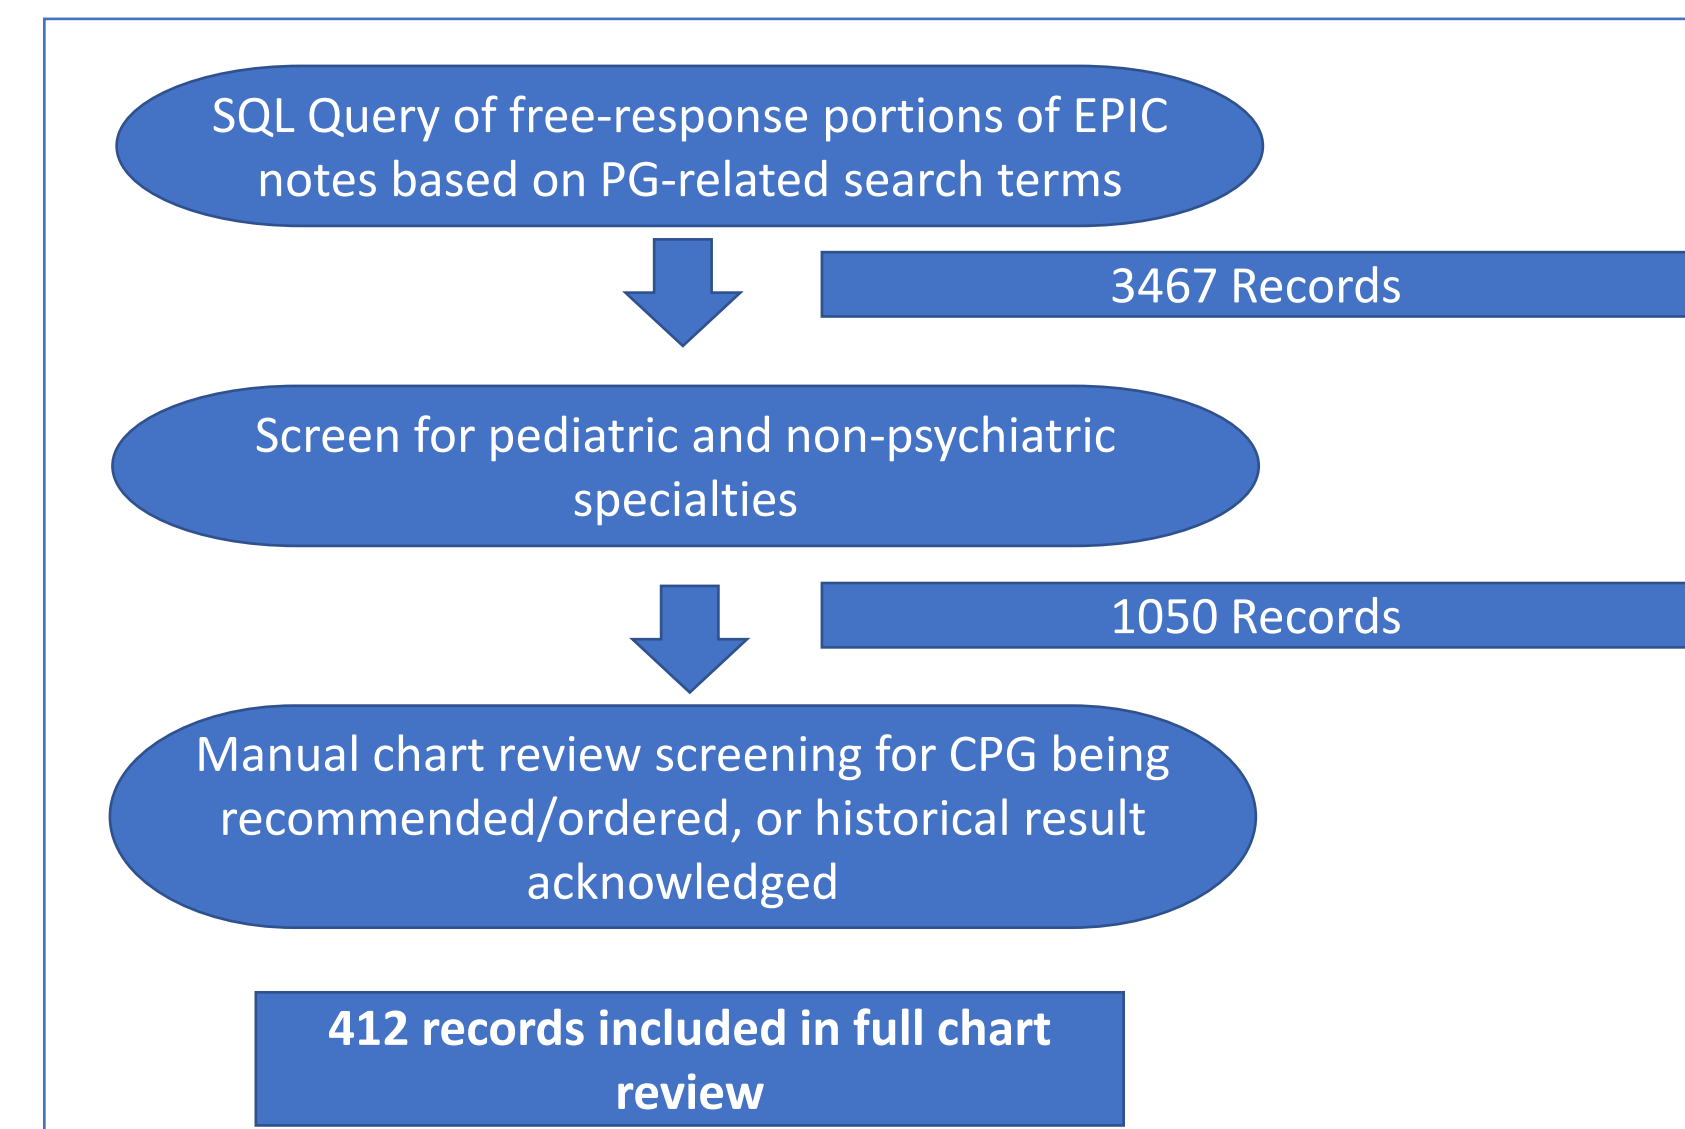 SQL Query of free-response portions of EPIC
notes based on PG-related search terms
3467 Records
Screen for pediatric and non-psychiatric
specialties
1050 Records
Manual chart review screening for CPG being
recommended/ordered, or historical result
acknowledged
412 records included in full chart
review